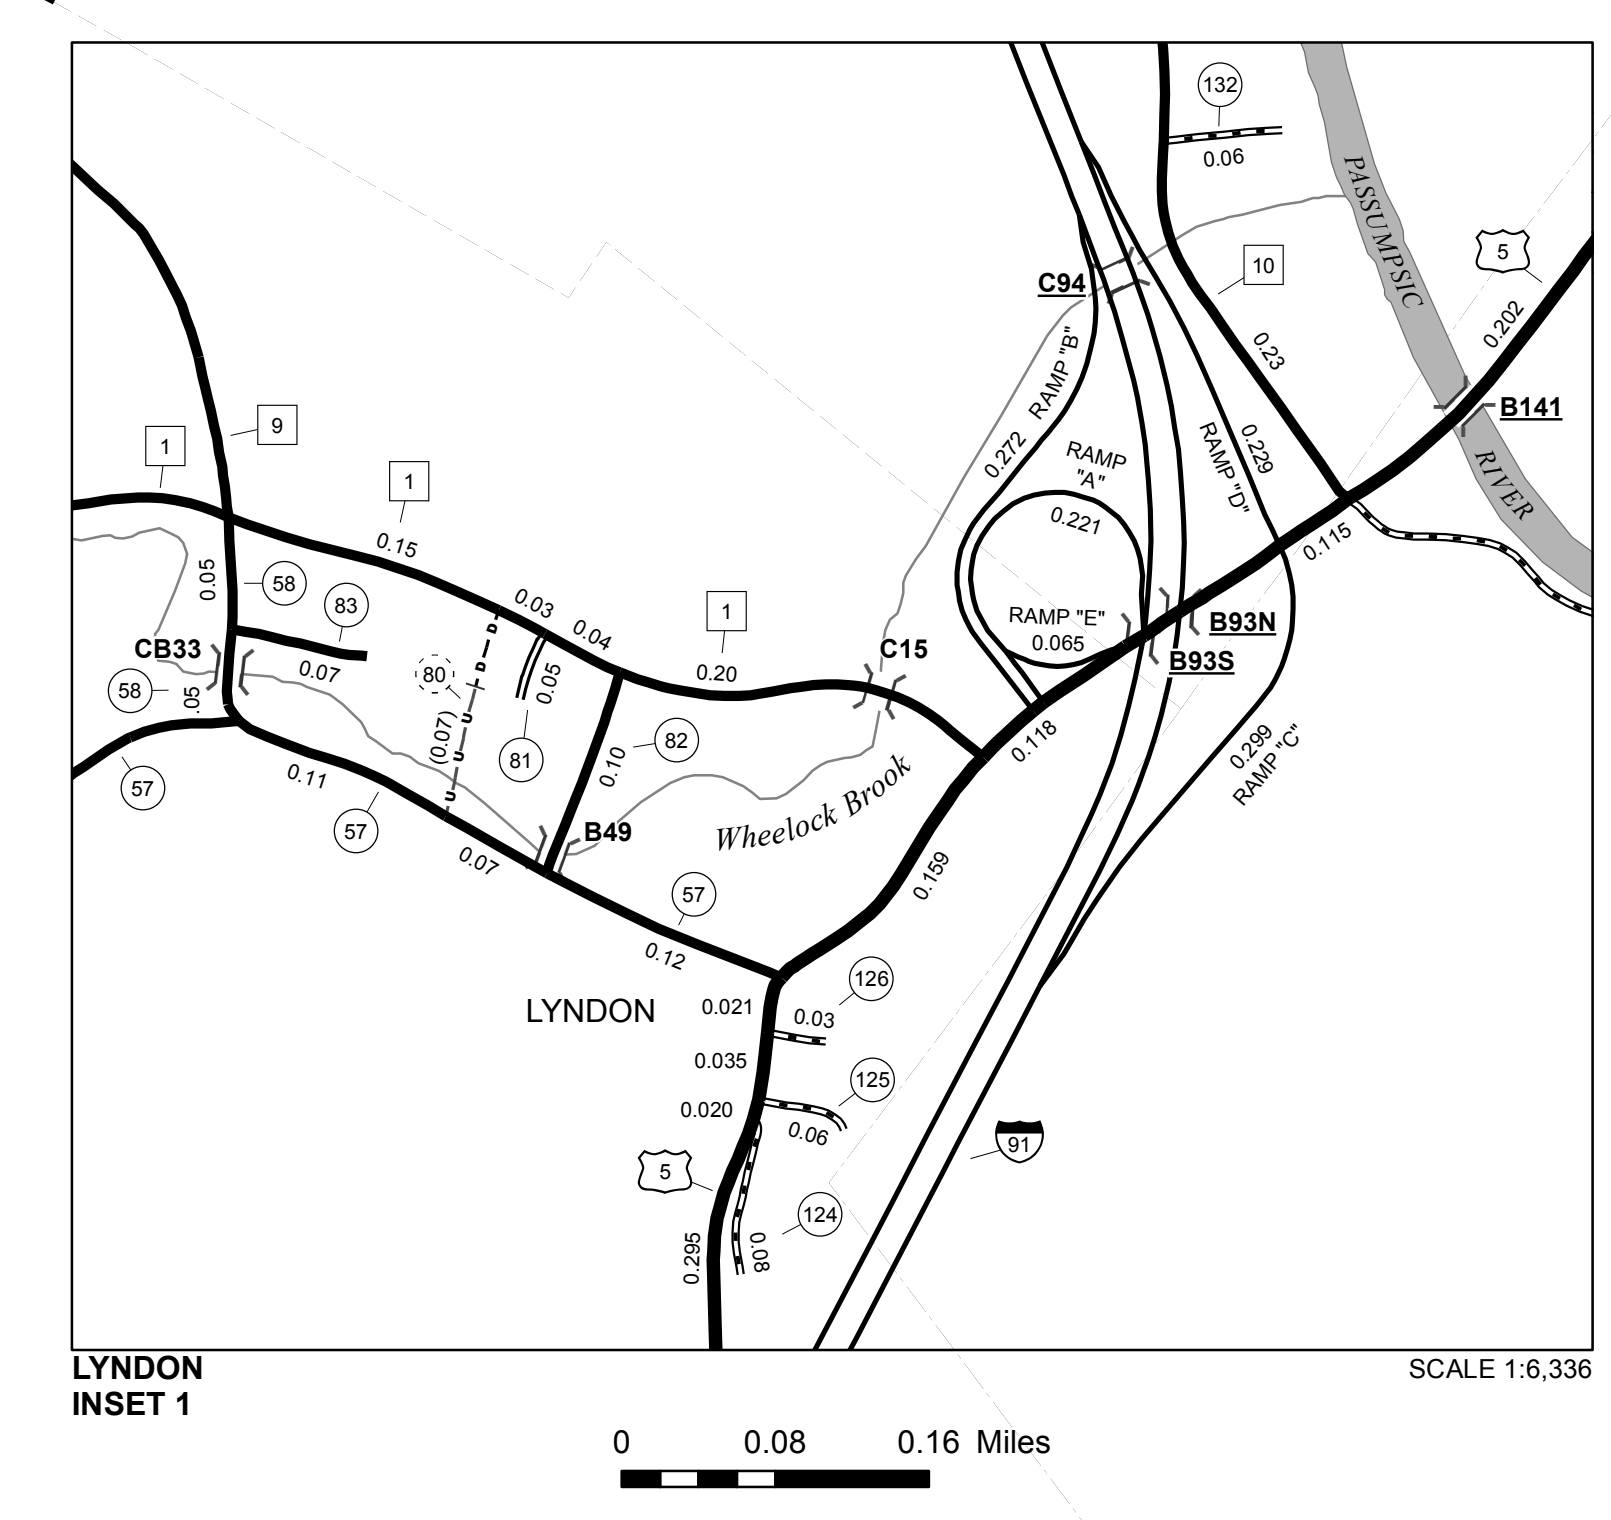 132
0.06
PASSUMPSIC
5
10
C94
0.202
0.23
RAMP "B"
B141
9
1
1
0.272
RAMP
"A"
0.229
RAMP "D"
RIVER
0.221
0.15
0.115
0.05
58
83
0.03
0.04
1
RAMP "E"
0.065
B93N
CB33
C15
B93S
0.07
80
0.05
0.20
58
.05
(0.07)
81
0.10
82
0.118
0.299
RAMP "C"
0.11
57
57
Wheelock Brook
B49
0.07
0.159
57
0.12
126
LYNDON
0.021
0.03
0.035
125
0.020
0.06
91
5
124
0.295
0.08
D
D
U
U
U
LYNDON
INSET 1
SCALE 1:6,336
0 0.08 0.16 Miles